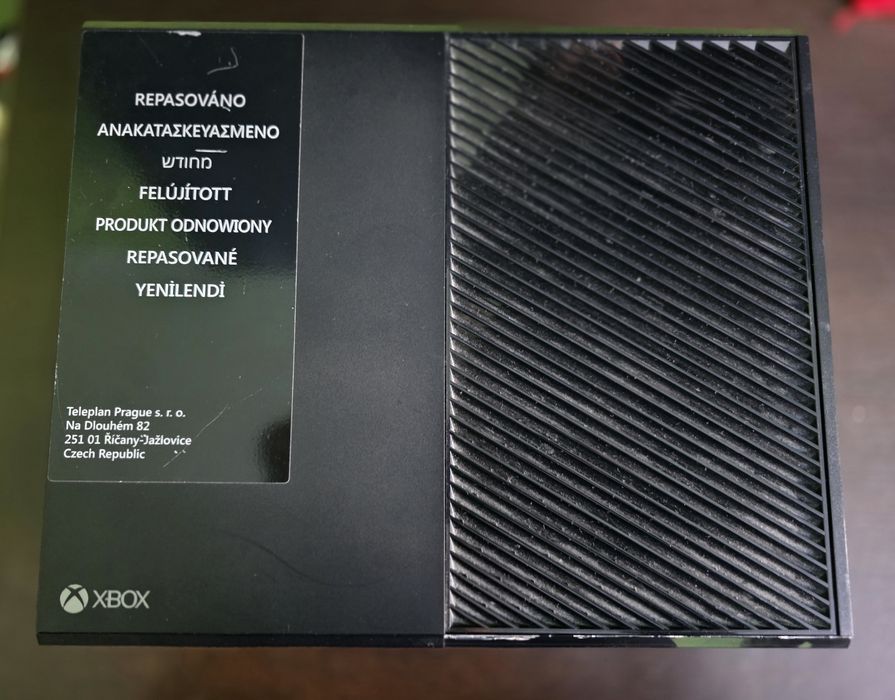 REPASOVÁNO
ΑΝΑΚΑΤΑΣΚΕΥΑΣΜΕΝΟ
מחודש
FELÚJÍTOTT
PRODUKT ODNOWIONY
REPASOVANÉ
YENİLENDİ
Teleplan Prague s. r. o.
Na Dlouhém 82
251 01 Říčany-Jažlovice
Czech Republic
XBOX